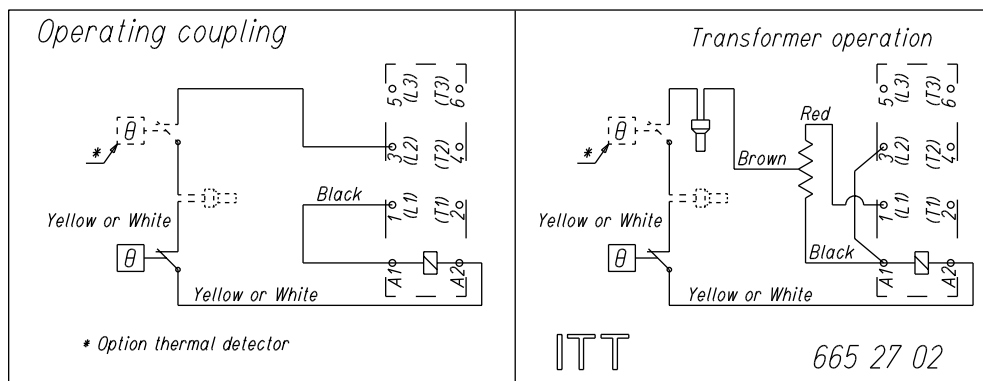 Operating coupling
5 (L3) (T3) 6
θ
*
3 (L2) (T2) 4
Black
1 (L1) (T1) 2
Yellow or White
θ
A1 A2
Yellow or White
* Option thermal detector
Transformer operation
5 (L3) (T3) 6
Red
θ
*
3 (L2) (T2) 4
Brown
1 (L1) (T1) 2
Yellow or White
Black
θ
A1 A2
Yellow or White
ITT
665 27 02